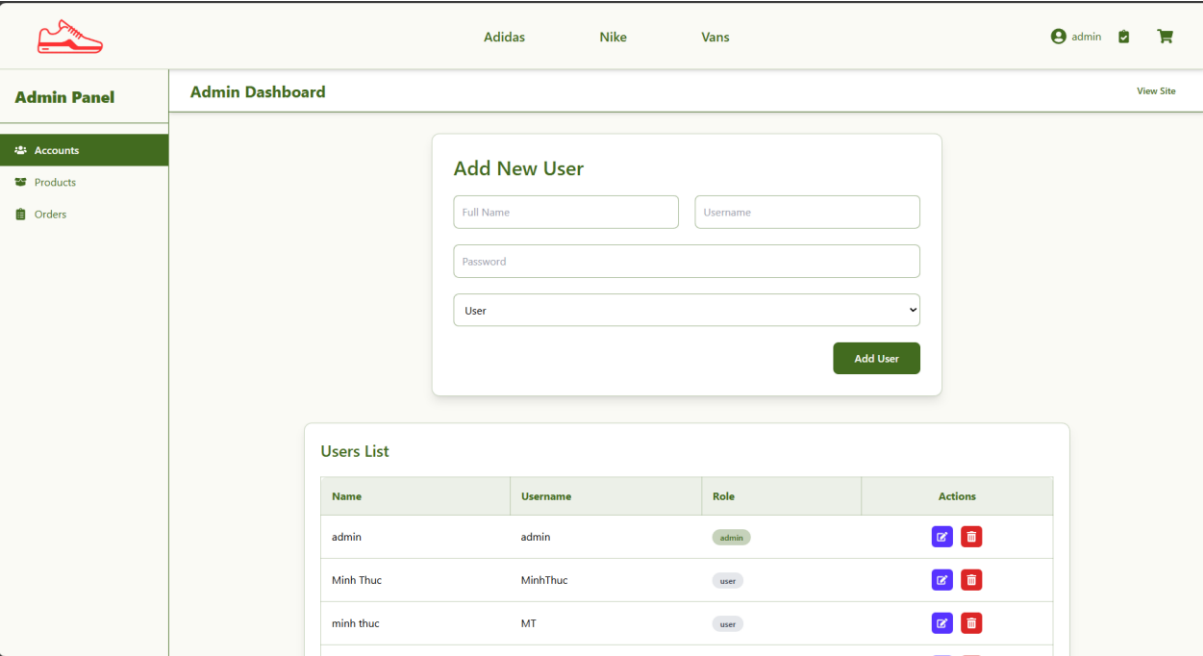 Adidas Nike Vans admin
Admin Panel
Admin Dashboard View Site
Accounts
Products
Orders
Add New User
Full Name Username
Password
User
Add User
Users List
Name Username Role Actions
admin admin admin
Minh Thuc MinhThuc user
minh thuc MT user